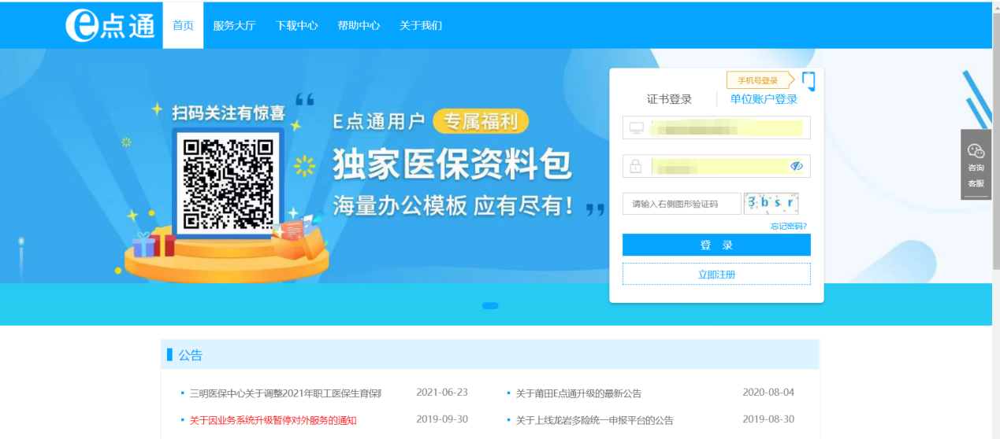 e点通
首页 服务大厅 下载中心 帮助中心 关于我们
扫码关注有惊喜
E点通用户 专属福利
独家医保资料包
海量办公模板 应有尽有！
手机号登录
证书登录 单位账户登录
请输入右侧图形验证码 3bsr
忘记密码?
登 录
立即注册
咨询
客服
公告
三明医保中心关于调整2021年职工医保生育保 2021-06-23
关于莆田E点通升级的最新公告 2020-08-04
关于因业务系统升级暂停对外服务的通知 2019-09-30
关于上线龙岩多险统一申报平台的公告 2019-08-30